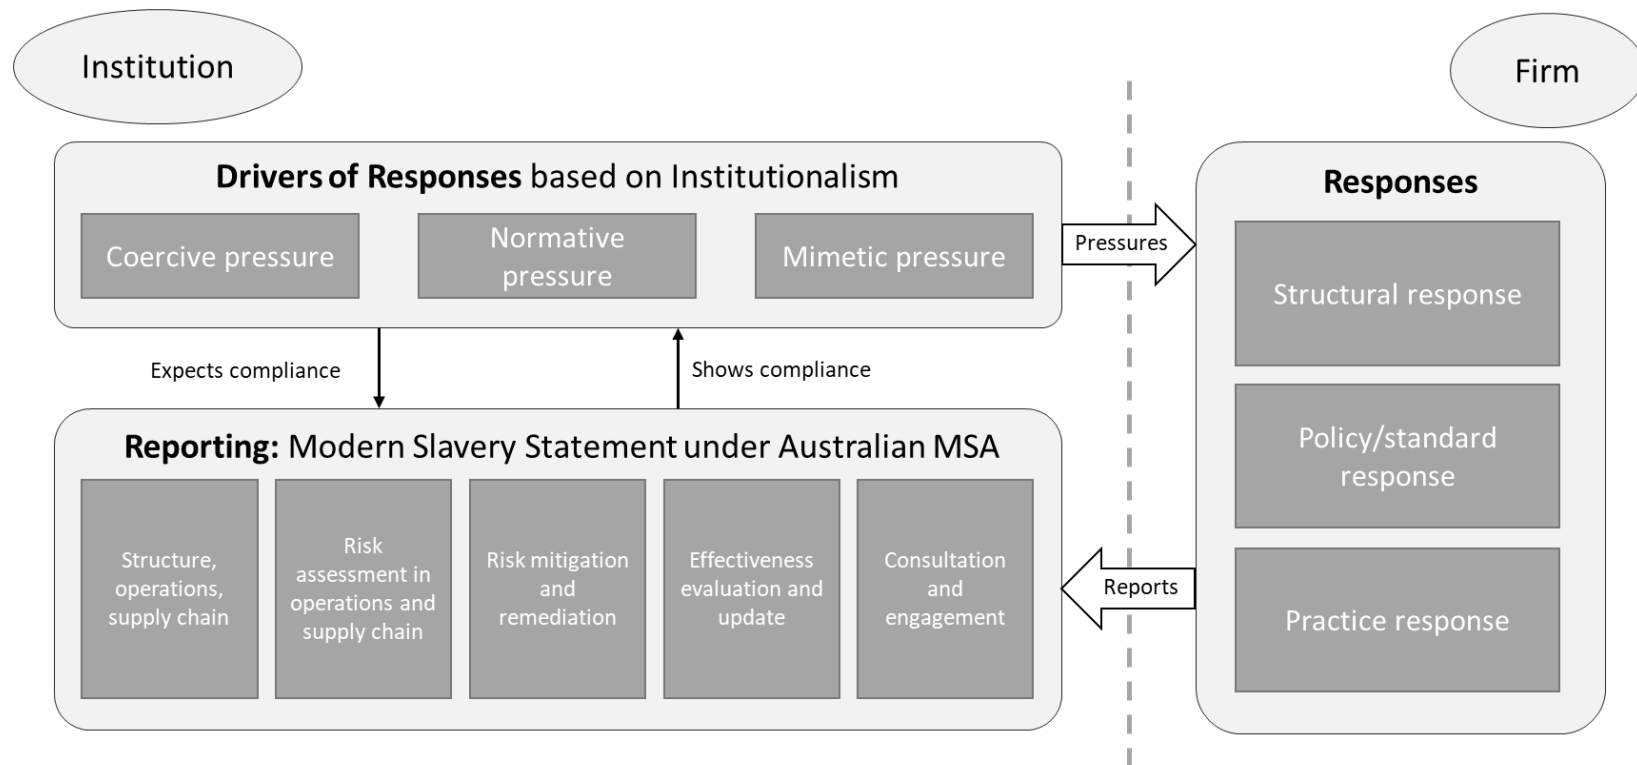 Institution
Firm
Drivers of Responses based on Institutionalism
Coercive pressure
Normative
pressure
Mimetic pressure
Pressures
Responses
Structural response
Policy/standard
response
Practice response
Expects compliance
Shows compliance
Reports
Reporting: Modern Slavery Statement under Australian MSA
Structure,
operations,
supply chain
Risk
assessment in
operations and
supply chain
Risk mitigation
and
remediation
Effectiveness
evaluation and
update
Consultation
and
engagement